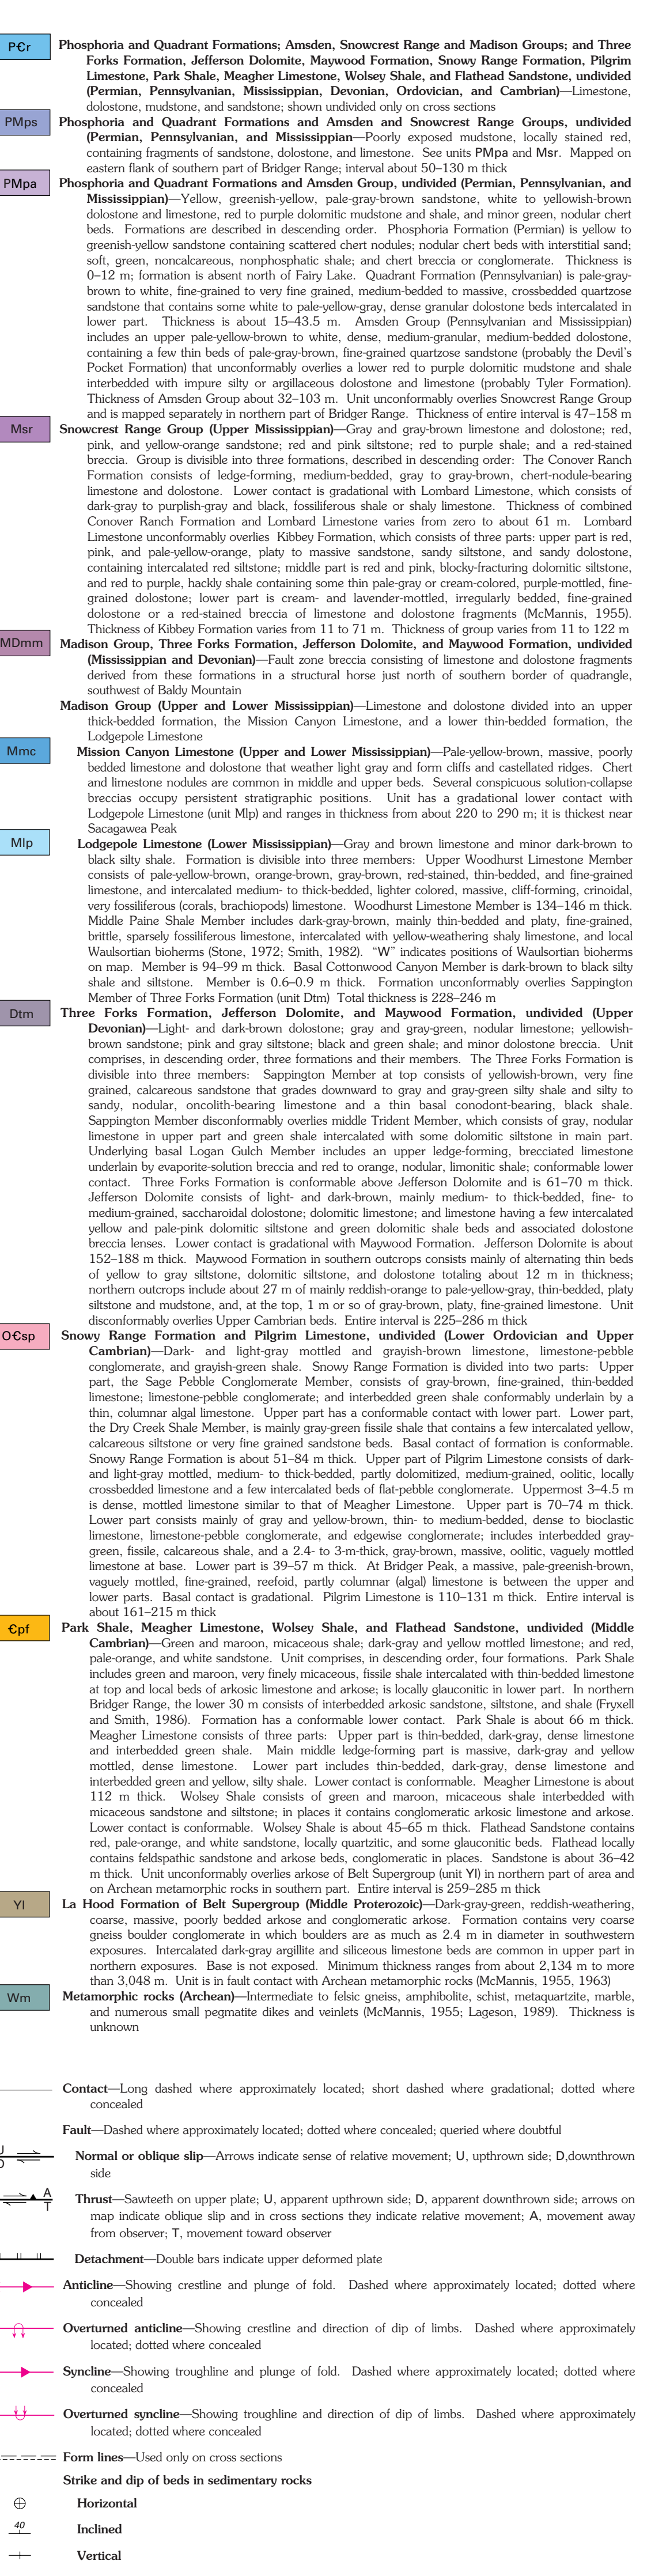 P€r
Phosphoria and Quadrant Formations; Amsden, Snowcrest Range and Madison Groups; and Three
Forks Formation, Jefferson Dolomite, Maywood Formation, Snowy Range Formation, Pilgrim
Limestone, Park Shale, Meagher Limestone, Wolsey Shale, and Flathead Sandstone, undivided
(Permian, Pennsylvanian, Mississippian, Devonian, Ordovician, and Cambrian)—Limestone,
dolostone, mudstone, and sandstone; shown undivided only on cross sections
PMps
Phosphoria and Quadrant Formations and Amsden and Snowcrest Range Groups, undivided
(Permian, Pennsylvanian, and Mississippian—Poorly exposed mudstone, locally stained red,
containing fragments of sandstone, dolostone, and limestone. See units PMpa and Msr. Mapped on
eastern flank of southern part of Bridger Range; interval about 50–130 m thick
PMpa
Phosphoria and Quadrant Formations and Amsden Group, undivided (Permian, Pennsylvanian, and
Mississippian)—Yellow, greenish-yellow, pale-gray-brown sandstone, white to yellowish-brown
dolostone and limestone, red to purple dolomitic mudstone and shale, and minor green, nodular chert
beds. Formations are described in descending order. Phosphoria Formation (Permian) is yellow to
greenish-yellow sandstone containing scattered chert nodules; nodular chert beds with interstitial sand;
soft, green, noncalcareous, nonphosphatic shale; and chert breccia or conglomerate. Thickness is
0–12 m; formation is absent north of Fairy Lake. Quadrant Formation (Pennsylvanian) is pale-gray-
brown to white, fine-grained to very fine grained, medium-bedded to massive, crossbedded quartzose
sandstone that contains some white to pale-yellow-gray, dense granular dolostone beds intercalated in
lower part. Thickness is about 15–43.5 m. Amsden Group (Pennsylvanian and Mississippian)
includes an upper pale-yellow-brown to white, dense, medium-granular, medium-bedded dolostone,
containing a few thin beds of pale-gray-brown, fine-grained quartzose sandstone (probably the Devil's
Pocket Formation) that unconformably overlies a lower red to purple dolomitic mudstone and shale
interbedded with impure silty or argillaceous dolostone and limestone (probably Tyler Formation).
Thickness of Amsden Group about 32–103 m. Unit unconformably overlies Snowcrest Range Group
and is mapped separately in northern part of Bridger Range. Thickness of entire interval is 47–158 m
Msr
Snowcrest Range Group (Upper Mississippian)—Gray and gray-brown limestone and dolostone; red,
pink, and yellow-orange sandstone; red and pink siltstone; red to purple shale; and a red-stained
breccia. Group is divisible into three formations, described in descending order: The Conover Ranch
Formation consists of ledge-forming, medium-bedded, gray to gray-brown, chert-nodule-bearing
limestone and dolostone. Lower contact is gradational with Lombard Limestone, which consists of
dark-gray to purplish-gray and black, fossiliferous shale or shaly limestone. Thickness of combined
Conover Ranch Formation and Lombard Limestone varies from zero to about 61 m. Lombard
Limestone unconformably overlies Kibbey Formation, which consists of three parts: upper part is red,
pink, and pale-yellow-orange, platy to massive sandstone, sandy siltstone, and sandy dolostone,
containing intercalated red siltstone; middle part is red and pink, blocky-fracturing dolomitic siltstone,
and red to purple, hackly shale containing some thin pale-gray or cream-colored, purple-mottled, fine-
grained dolostone; lower part is cream- and lavender-mottled, irregularly bedded, fine-grained
dolostone or a red-stained breccia of limestone and dolostone fragments (McMannis, 1955).
Thickness of Kibbey Formation varies from 11 to 71 m. Thickness of group varies from 11 to 122 m
MDmm
Madison Group, Three Forks Formation, Jefferson Dolomite, and Maywood Formation, undivided
(Mississippian and Devonian)—Fault zone breccia consisting of limestone and dolostone fragments
derived from these formations in a structural horse just north of southern border of quadrangle,
southwest of Baldy Mountain
Madison Group (Upper and Lower Mississippian)—Limestone and dolostone divided into an upper
thick-bedded formation, the Mission Canyon Limestone, and a lower thin-bedded formation, the
Lodgepole Limestone
Mmc
Mission Canyon Limestone (Upper and Lower Mississippian)—Pale-yellow-brown, massive, poorly
bedded limestone and dolostone that weather light gray and form cliffs and castellated ridges. Chert
and limestone nodules are common in middle and upper beds. Several conspicuous solution-collapse
breccias occupy persistent stratigraphic positions. Unit has a gradational lower contact with
Lodgepole Limestone (unit Mlp) and ranges in thickness from about 220 to 290 m; it is thickest near
Sacagawea Peak
Mlp
Lodgepole Limestone (Lower Mississippian)—Gray and brown limestone and minor dark-brown to
black silty shale. Formation is divisible into three members: Upper Woodhurst Limestone Member
consists of pale-yellow-brown, orange-brown, gray-brown, red-stained, thin-bedded, and fine-grained
limestone, and intercalated medium- to thick-bedded, lighter colored, massive, cliff-forming, crinoidal,
very fossiliferous (corals, brachiopods) limestone. Woodhurst Limestone Member is 134–146 m thick.
Middle Paine Shale Member includes dark-gray-brown, mainly thin-bedded and platy, fine-grained,
brittle, sparsely fossiliferous limestone, intercalated with yellow-weathering shaly limestone, and local
Waulsortian bioherms (Stone, 1972; Smith, 1982). "W" indicates positions of Waulsortian bioherms
on map. Member is 94–99 m thick. Basal Cottonwood Canyon Member is dark-brown to black silty
shale and siltstone. Member is 0.6–0.9 m thick. Formation unconformably overlies Sappington
Member of Three Forks Formation (unit Dtm) Total thickness is 228–246 m
Dtm
Three Forks Formation, Jefferson Dolomite, and Maywood Formation, undivided (Upper
Devonian)—Light- and dark-brown dolostone; gray and gray-green, nodular limestone; yellowish-
brown sandstone; pink and gray siltstone; black and green shale; and minor dolostone breccia. Unit
comprises, in descending order, three formations and their members. The Three Forks Formation is
divisible into three members: Sappington Member at top consists of yellowish-brown, very fine
grained, calcareous sandstone that grades downward to gray and gray-green silty shale and silty to
sandy, nodular, oncolith-bearing limestone and a thin basal conodont-bearing, black shale.
Sappington Member disconformably overlies middle Trident Member, which consists of gray, nodular
limestone in upper part and green shale intercalated with some dolomitic siltstone in main part.
Underlying basal Logan Gulch Member includes an upper ledge-forming, brecciated limestone
underlain by evaporite-solution breccia and red to orange, nodular, limonitic shale; conformable lower
contact. Three Forks Formation is conformable above Jefferson Dolomite and is 61–70 m thick.
Jefferson Dolomite consists of light- and dark-brown, mainly medium- to thick-bedded, fine- to
medium-grained, saccharoidal dolostone; dolomitic limestone; and limestone having a few intercalated
yellow and pale-pink dolomitic siltstone and green dolomitic shale beds and associated dolostone
breccia lenses. Lower contact is gradational with Maywood Formation. Jefferson Dolomite is about
152–188 m thick. Maywood Formation in southern outcrops consists mainly of alternating thin beds
of yellow to gray siltstone, dolomitic siltstone, and dolostone totaling about 12 m in thickness;
northern outcrops include about 27 m of mainly reddish-orange to pale-yellow-gray, thin-bedded, platy
siltstone and mudstone, and, at the top, 1 m or so of gray-brown, platy, fine-grained limestone. Unit
disconformably overlies Upper Cambrian beds. Entire interval is 225–286 m thick
O€sp
Snowy Range Formation and Pilgrim Limestone, undivided (Lower Ordovician and Upper
Cambrian)—Dark- and light-gray mottled and grayish-brown limestone, limestone-pebble
conglomerate, and grayish-green shale. Snowy Range Formation is divided into two parts: Upper
part, the Sage Pebble Conglomerate Member, consists of gray-brown, fine-grained, thin-bedded
limestone; limestone-pebble conglomerate; and interbedded green shale conformably underlain by a
thin, columnar algal limestone. Upper part has a conformable contact with lower part. Lower part,
the Dry Creek Shale Member, is mainly gray-green fissile shale that contains a few intercalated yellow,
calcareous siltstone or very fine grained sandstone beds. Basal contact of formation is conformable.
Snowy Range Formation is about 51–84 m thick. Upper part of Pilgrim Limestone consists of dark-
and light-gray mottled, medium- to thick-bedded, partly dolomitized, medium-grained, oolitic, locally
crossbedded limestone and a few intercalated beds of flat-pebble conglomerate. Uppermost 3–4.5 m
is dense, mottled limestone similar to that of Meagher Limestone. Upper part is 70–74 m thick.
Lower part consists mainly of gray and yellow-brown, thin- to medium-bedded, dense to bioclastic
limestone, limestone-pebble conglomerate, and edgewise conglomerate; includes interbedded gray-
green, fissile, calcareous shale, and a 2.4- to 3-m-thick, gray-brown, massive, oolitic, vaguely mottled
limestone at base. Lower part is 39–57 m thick. At Bridger Peak, a massive, pale-greenish-brown,
vaguely mottled, fine-grained, reefoid, partly columnar (algal) limestone is between the upper and
lower parts. Basal contact is gradational. Pilgrim Limestone is 110–131 m thick. Entire interval is
about 161–215 m thick
€pf
Park Shale, Meagher Limestone, Wolsey Shale, and Flathead Sandstone, undivided (Middle
Cambrian)—Green and maroon, micaceous shale; dark-gray and yellow mottled limestone; and red,
pale-orange, and white sandstone. Unit comprises, in descending order, four formations. Park Shale
includes green and maroon, very finely micaceous, fissile shale intercalated with thin-bedded limestone
at top and local beds of arkosic limestone and arkose; is locally glauconitic in lower part. In northern
Bridger Range, the lower 30 m consists of interbedded arkosic sandstone, siltstone, and shale (Fryxell
and Smith, 1986). Formation has a conformable lower contact. Park Shale is about 66 m thick.
Meagher Limestone consists of three parts: Upper part is thin-bedded, dark-gray, dense limestone
and interbedded green shale. Main middle ledge-forming part is massive, dark-gray and yellow
mottled, dense limestone. Lower part includes thin-bedded, dark-gray, dense limestone and
interbedded green and yellow, silty shale. Lower contact is conformable. Meagher Limestone is about
112 m thick. Wolsey Shale consists of green and maroon, micaceous shale interbedded with
micaceous sandstone and siltstone; in places it contains conglomeratic arkosic limestone and arkose.
Lower contact is conformable. Wolsey Shale is about 45–65 m thick. Flathead Sandstone contains
red, pale-orange, and white sandstone, locally quartzitic, and some glauconitic beds. Flathead locally
contains feldspathic sandstone and arkose beds, conglomeratic in places. Sandstone is about 36–42
m thick. Unit unconformably overlies arkose of Belt Supergroup (unit Yl) in northern part of area and
on Archean metamorphic rocks in southern part. Entire interval is 259–285 m thick
Yl
La Hood Formation of Belt Supergroup (Middle Proterozoic)—Dark-gray-green, reddish-weathering,
coarse, massive, poorly bedded arkose and conglomeratic arkose. Formation contains very coarse
gneiss boulder conglomerate in which boulders are as much as 2.4 m in diameter in southwestern
exposures. Intercalated dark-gray argillite and siliceous limestone beds are common in upper part in
northern exposures. Base is not exposed. Minimum thickness ranges from about 2,134 m to more
than 3,048 m. Unit is in fault contact with Archean metamorphic rocks (McMannis, 1955, 1963)
Wm
Metamorphic rocks (Archean)—Intermediate to felsic gneiss, amphibolite, schist, metaquartzite, marble,
and numerous small pegmatite dikes and veinlets (McMannis, 1955; Lageson, 1989). Thickness is
unknown
Contact—Long dashed where approximately located; short dashed where gradational; dotted where
concealed
Fault—Dashed where approximately located; dotted where concealed; queried where doubtful
U
D
Normal or oblique slip—Arrows indicate sense of relative movement; U, upthrown side; D,downthrown
side
A
T
Thrust—Sawteeth on upper plate; U, apparent upthrown side; D, apparent downthrown side; arrows on
map indicate oblique slip and in cross sections they indicate relative movement; A, movement away
from observer; T, movement toward observer
Detachment—Double bars indicate upper deformed plate
Anticline—Showing crestline and plunge of fold. Dashed where approximately located; dotted where
concealed
Overturned anticline—Showing crestline and direction of dip of limbs. Dashed where approximately
located; dotted where concealed
Syncline—Showing troughline and plunge of fold. Dashed where approximately located; dotted where
concealed
Overturned syncline—Showing troughline and direction of dip of limbs. Dashed where approximately
located; dotted where concealed
Form lines—Used only on cross sections
Strike and dip of beds in sedimentary rocks
Horizontal
40
Inclined
Vertical